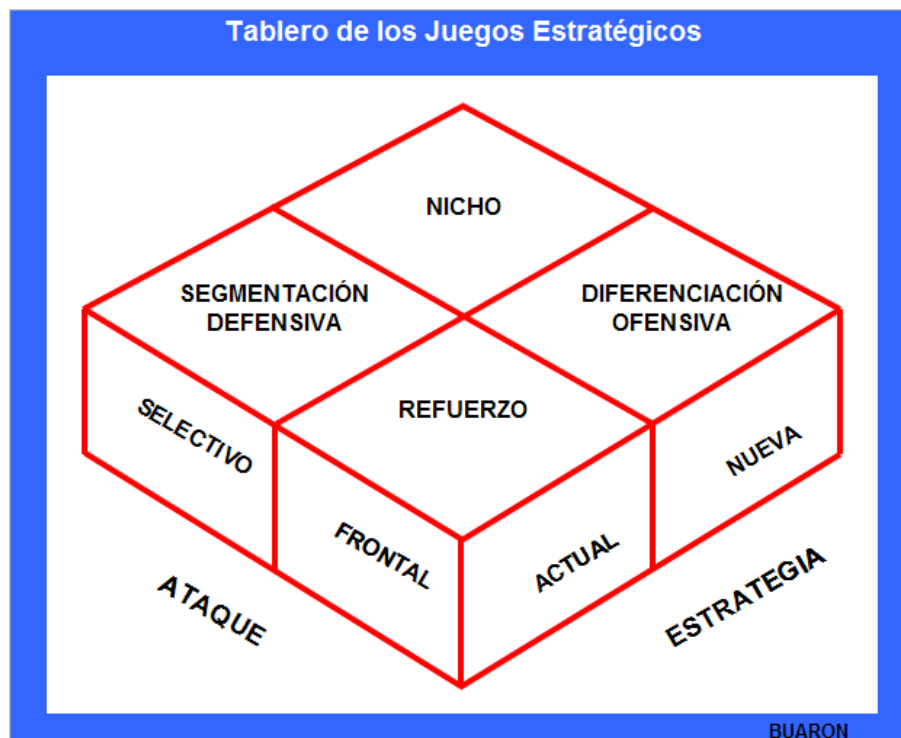 Tablero de los Juegos Estratégicos
NICHO
SEGMENTACIÓN
DEFENSIVA
DIFERENCIACIÓN
OFENSIVA
REFUERZO
SELECTIVO
FRONTAL
ACTUAL
NUEVA
ATAQUE
ESTRATEGIA
BUARON